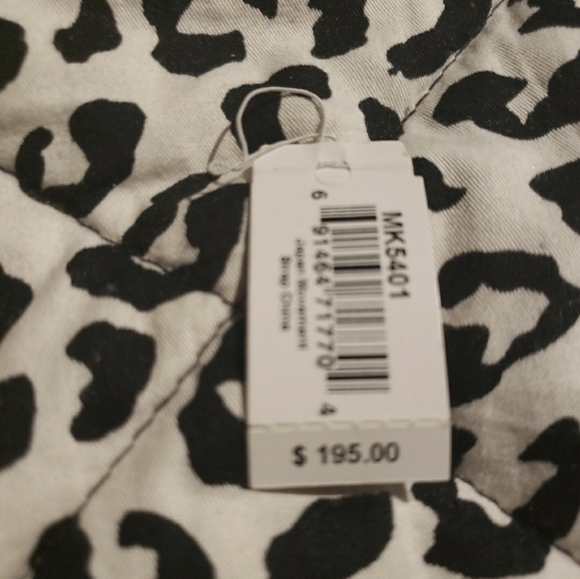 MK5401
6 91464 71770 4
Japan Movement
Strap China
$ 195.00